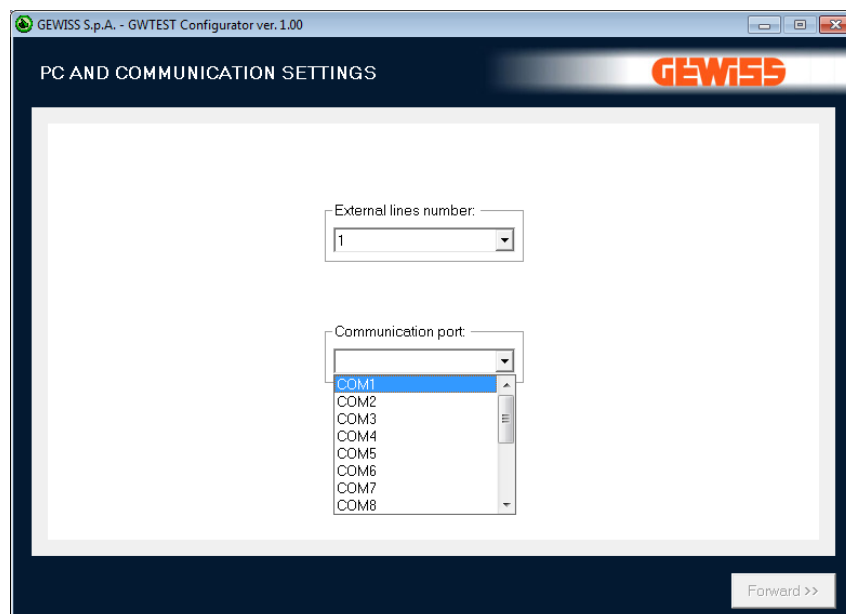 GEWISS S.p.A. - GWTEST Configurator ver. 1.00
PC AND COMMUNICATION SETTINGS
GEWiSS
External lines number:
1
Communication port:
COM1
COM2
COM3
COM4
COM5
COM6
COM7
COM8
Forward >>